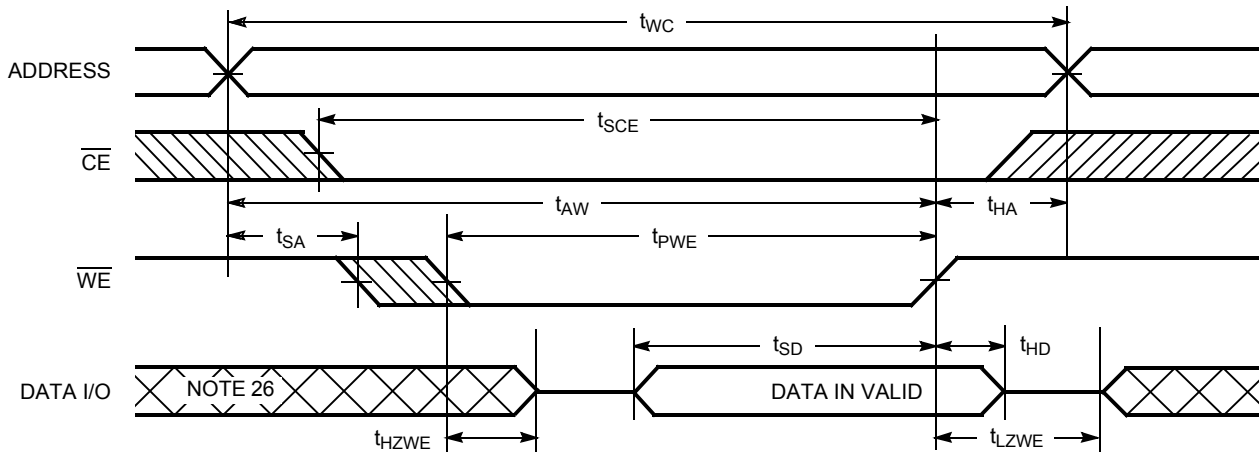 tWC
ADDRESS
tSCE
CE
tAW
tHA
tSA
tPWE
WE
tSD
tHD
DATA I/O
NOTE 26
DATA IN VALID
tHZWE
tLZWE